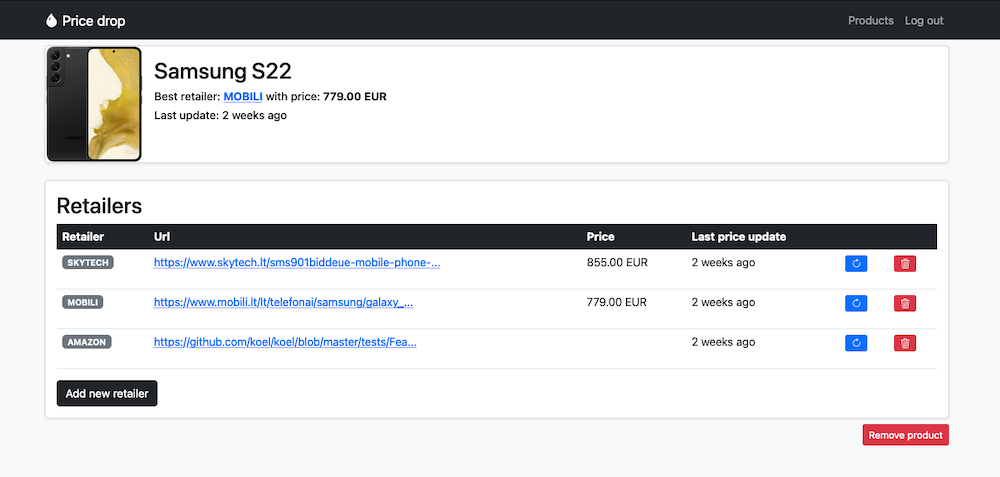 Price drop
Products Log out
Samsung S22
Best retailer: MOBILI with price: 779.00 EUR
Last update: 2 weeks ago
Retailers
Retailer Url Price Last price update
SKYTECH https://www.skytech.lt/sms901biddeue-mobile-phone-... 855.00 EUR 2 weeks ago
MOBILI https://www.mobili.lt/lt/telefonai/samsung/galaxy_... 779.00 EUR 2 weeks ago
AMAZON https://github.com/koel/koel/blob/master/tests/Fea... 2 weeks ago
Add new retailer
Remove product